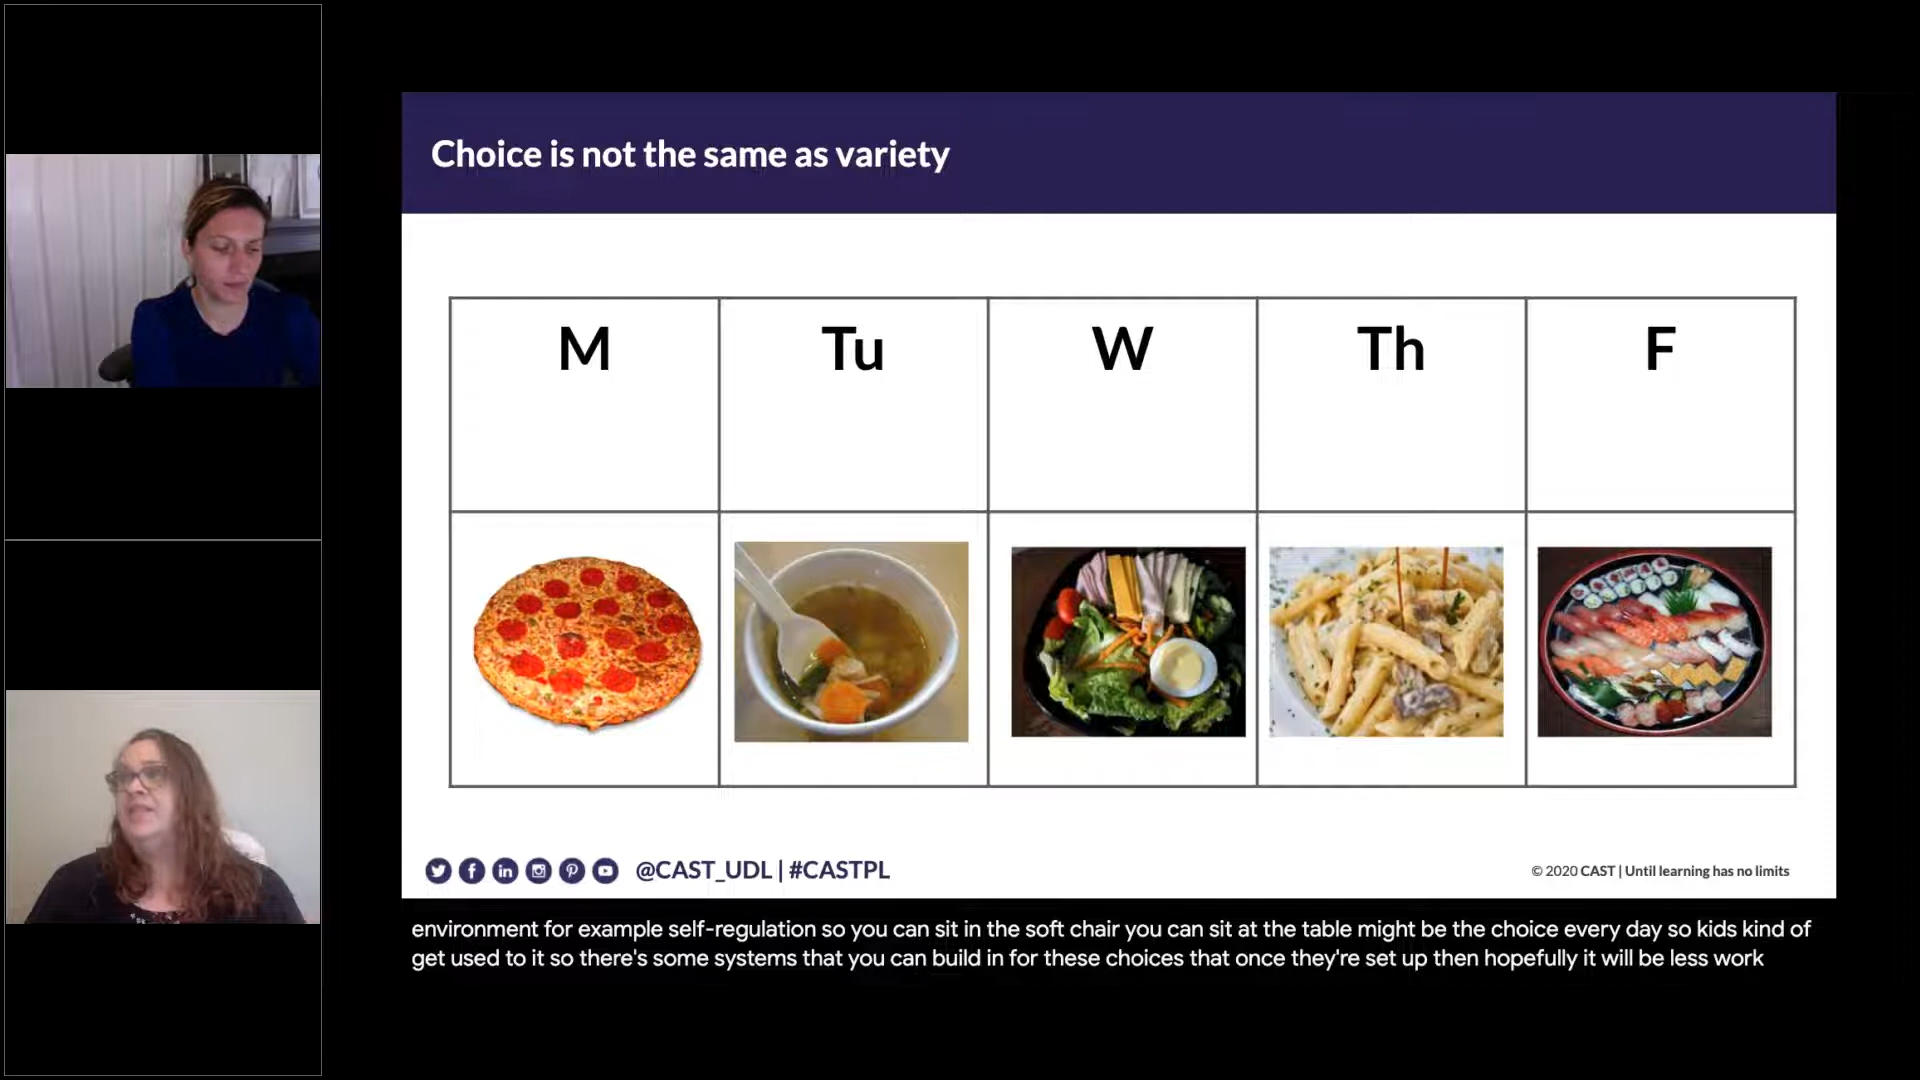 Choice is not the same as variety
M Tu W Th F
@CAST_UDL | #CASTPL
© 2020 CAST | Until learning has no limits
environment for example self-regulation so you can sit in the soft chair you can sit at the table might be the choice every day so kids kind of
get used to it so there's some systems that you can build in for these choices that once they're set up then hopefully it will be less work